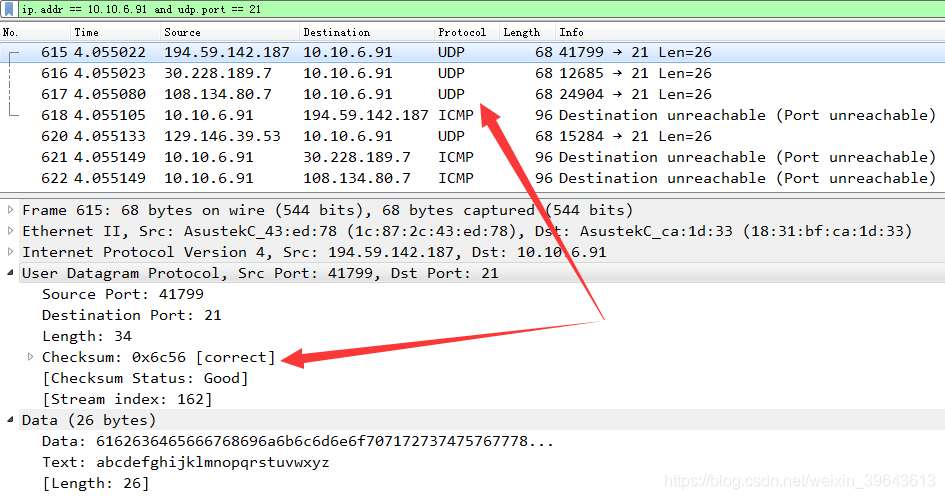 ip.addr == 10.10.6.91 and udp.port == 21
No. Time Source Destination Protocol Length Info
615 4.055022 194.59.142.187 10.10.6.91 UDP 68 41799 → 21 Len=26
616 4.055023 30.228.189.7 10.10.6.91 UDP 68 12685 → 21 Len=26
617 4.055080 108.134.80.7 10.10.6.91 UDP 68 24904 → 21 Len=26
618 4.055105 10.10.6.91 194.59.142.187 ICMP 96 Destination unreachable (Port unreachable)
620 4.055133 129.146.39.53 10.10.6.91 UDP 68 15284 → 21 Len=26
621 4.055149 10.10.6.91 30.228.189.7 ICMP 96 Destination unreachable (Port unreachable)
622 4.055149 10.10.6.91 108.134.80.7 ICMP 96 Destination unreachable (Port unreachable)
Frame 615: 68 bytes on wire (544 bits), 68 bytes captured (544 bits)
Ethernet II, Src: AsustekC_43:ed:78 (1c:87:2c:43:ed:78), Dst: AsustekC_ca:1d:33 (18:31:bf:ca:1d:33)
Internet Protocol Version 4, Src: 194.59.142.187, Dst: 10.10.6.91
User Datagram Protocol, Src Port: 41799, Dst Port: 21
Source Port: 41799
Destination Port: 21
Length: 34
Checksum: 0x6c56 [correct]
[Checksum Status: Good]
[Stream index: 162]
Data (26 bytes)
Data: 6162636465666768696a6b6c6d6e6f707172737475767778...
Text: abcdefghijklmnopqrstuvwxyz
[Length: 26]
https://blog.csdn.net/weixin_39643613